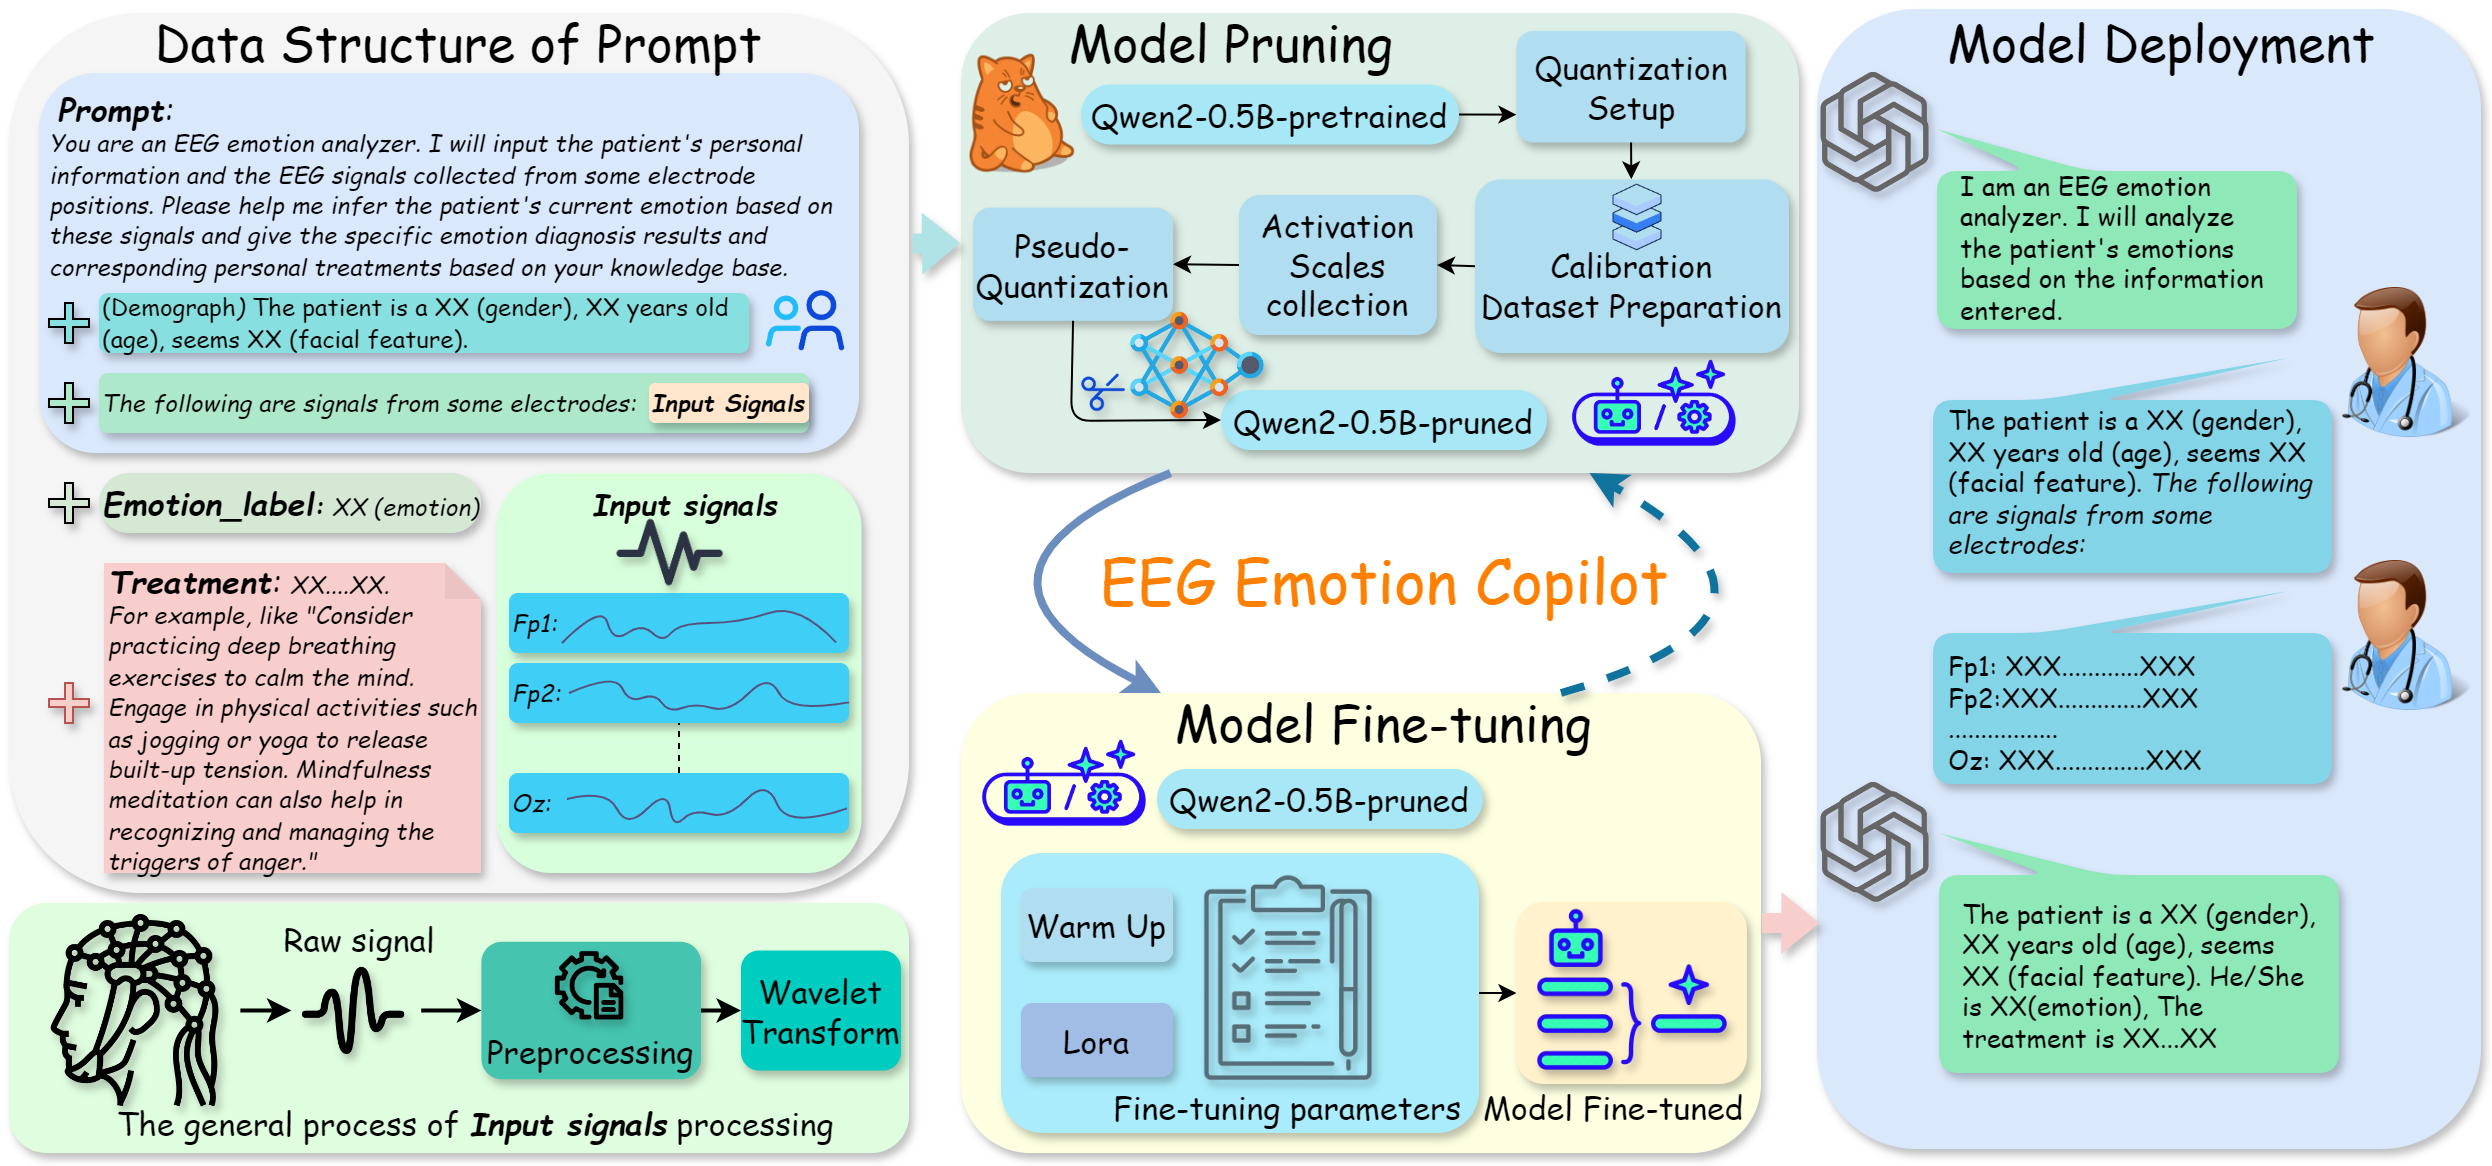 Data Structure of Prompt
Prompt:
You are an EEG emotion analyzer. I will input the patient's personal
information and the EEG signals collected from some electrode
positions. Please help me infer the patient's current emotion based on
these signals and give the specific emotion diagnosis results and
corresponding personal treatments based on your knowledge base.
(Demograph) The patient is a XX (gender), XX years old
(age), seems XX (facial feature).
The following are signals from some electrodes: Input Signals
Emotion_label: XX (emotion)
Treatment: XX....XX.
For example, like "Consider
practicing deep breathing
exercises to calm the mind.
Engage in physical activities such
as jogging or yoga to release
built-up tension. Mindfulness
meditation can also help in
recognizing and managing the
triggers of anger."
Input signals
Fp1:
Fp2:
Oz:
Raw signal
Preprocessing
Wavelet
Transform
The general process of Input signals processing
Model Pruning
Qwen2-0.5B-pretrained
Quantization
Setup
Calibration
Dataset Preparation
Activation
Scales
collection
Pseudo-
Quantization
Qwen2-0.5B-pruned
EEG Emotion Copilot
Model Fine-tuning
Qwen2-0.5B-pruned
Warm Up
Lora
Fine-tuning parameters
Model Fine-tuned
Model Deployment
I am an EEG emotion
analyzer. I will analyze
the patient's emotions
based on the information
entered.
The patient is a XX (gender),
XX years old (age), seems XX
(facial feature). The following
are signals from some
electrodes:
Fp1: XXX............XXX
Fp2:XXX.............XXX
.................
Oz: XXX..............XXX
The patient is a XX (gender),
XX years old (age), seems
XX (facial feature). He/She
is XX(emotion), The
treatment is XX...XX